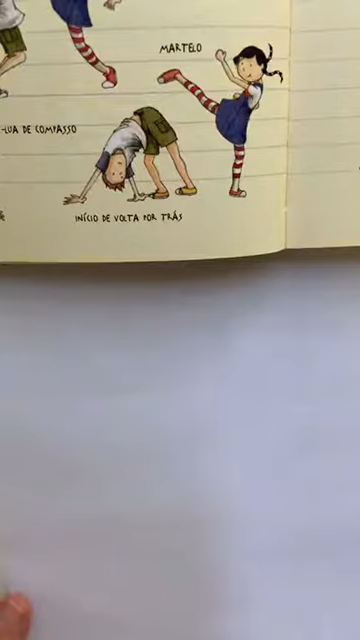 MARTELO
-LUA DE COMPASSO
INÍCIO DE VOLTA POR TRÁS